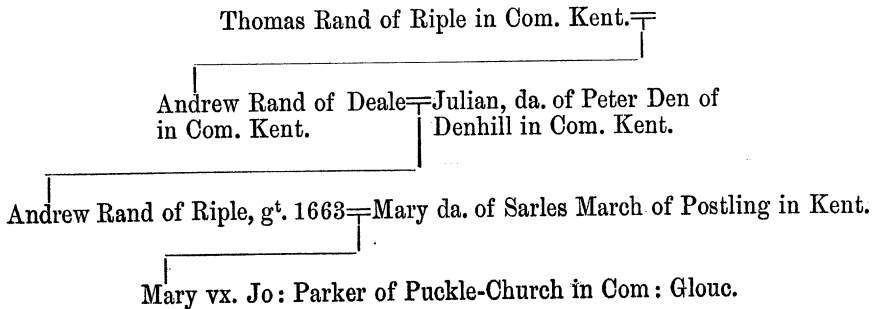 Thomas Rand of Riple in Com. Kent.
Andrew Rand of Deale=Julian, da. of Peter Den of
in Com. Kent. Denhill in Com. Kent.
Andrew Rand of Riple, gᵗ. 1663=Mary da. of Sarles March of Postling in Kent.
Mary vx. Jo: Parker of Puckle-Church in Com: Glouc.